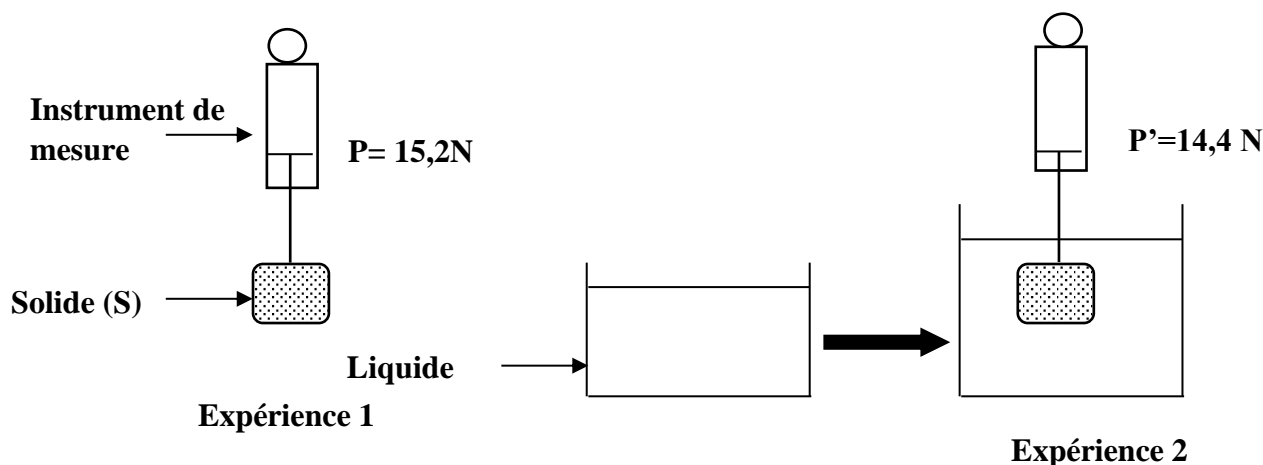 Instrument de
mesure
P= 15,2N
P’=14,4 N
Solide (S)
Liquide
Expérience 1
Expérience 2